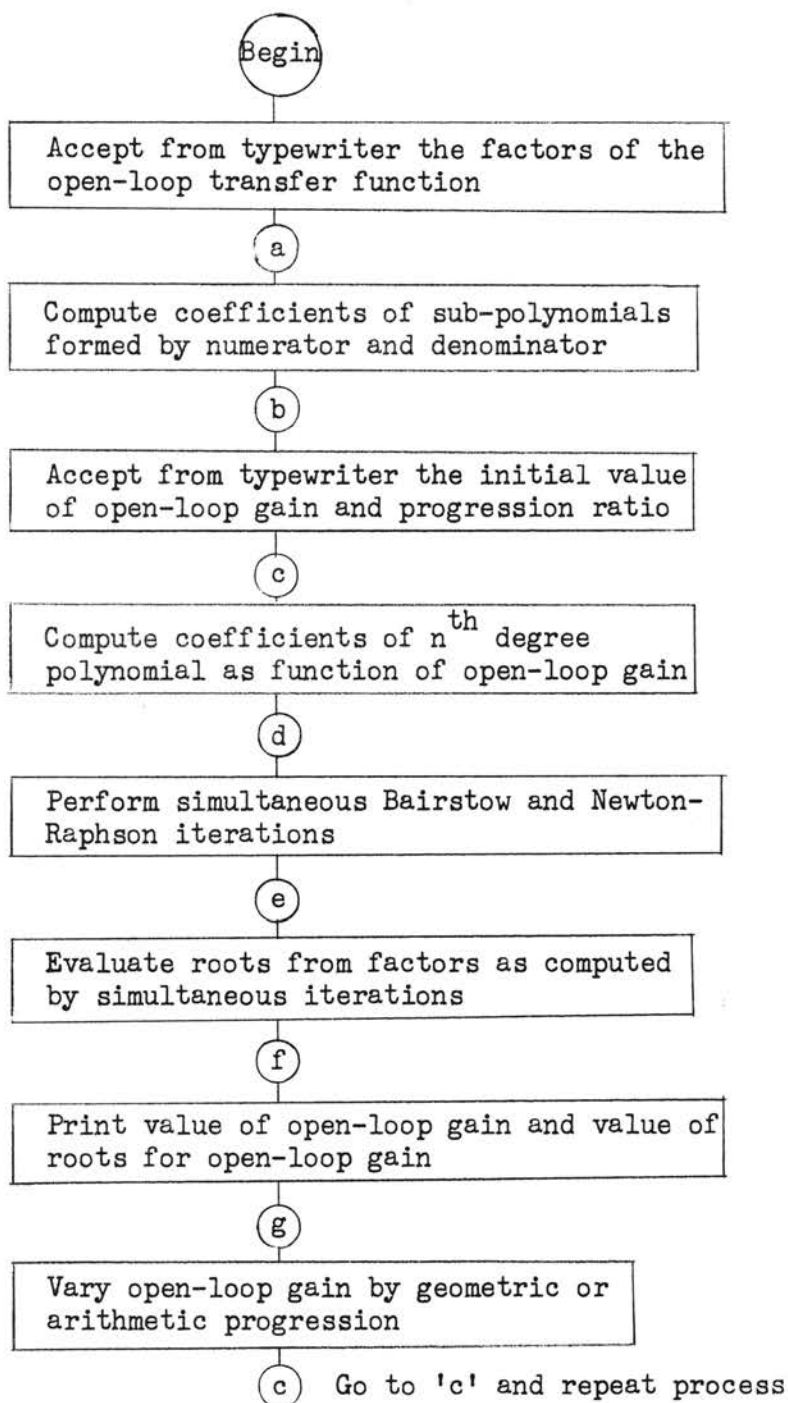 Begin
Accept from typewriter the factors of the
open-loop transfer function
a
Compute coefficients of sub-polynomials
formed by numerator and denominator
b
Accept from typewriter the initial value
of open-loop gain and progression ratio
c
Compute coefficients of n^th degree
polynomial as function of open-loop gain
d
Perform simultaneous Bairstow and Newton-
Raphson iterations
e
Evaluate roots from factors as computed
by simultaneous iterations
f
Print value of open-loop gain and value of
roots for open-loop gain
g
Vary open-loop gain by geometric or
arithmetic progression
c Go to 'c' and repeat process